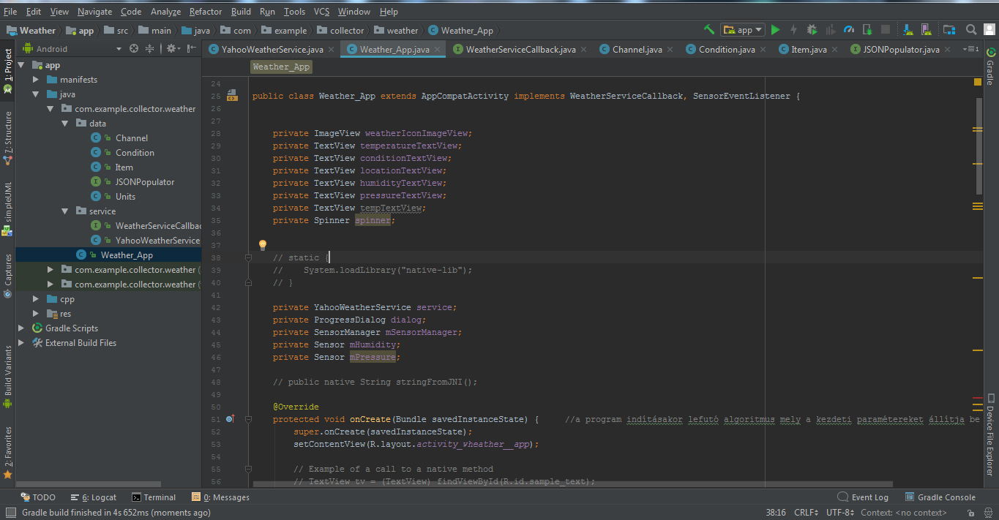 File Edit View Navigate Code Analyze Refactor Build Run Tools VCS Window Help
Weather app src main java com example collector weather Weather_App app
1: Project
7: Structure
simpleUML
Captures
Build Variants
2: Favorites
Android
app
manifests
java
com.example.collector.weather
data
Channel
Condition
Item
JSONPopulator
Units
service
WeatherServiceCallbac
YahooWeatherService
Weather_App
com.example.collector.weather (
com.example.collector.weather (
cpp
res
Gradle Scripts
External Build Files
YahooWeatherService.java Weather_App.java WeatherServiceCallback.java Channel.java Condition.java Item.java JSONPopulator.java 1
Weather_App
24
25 public class Weather_App extends AppCompatActivity implements WeatherServiceCallback, SensorEventListener {
26
27
28 private ImageView weatherIconImageView;
29 private TextView temperatureTextView;
30 private TextView conditionTextView;
31 private TextView locationTextView;
32 private TextView humidityTextView;
33 private TextView pressureTextView;
34 private TextView tempTextView;
35 private Spinner spinner;
36
37
38 // static {
39 //    System.loadLibrary("native-lib");
40 // }
41
42 private YahooWeatherService service;
43 private ProgressDialog dialog;
44 private SensorManager mSensorManager;
45 private Sensor mHumidity;
46 private Sensor mPressure;
47
48 // public native String stringFromJNI();
49
50 @Override
51 protected void onCreate(Bundle savedInstanceState) {     //a program indításakor lefutó algoritmus mely a kezdeti paramétereket állítja be
52 super.onCreate(savedInstanceState);
53 setContentView(R.layout.activity_wheather__app);
54
55 // Example of a call to a native method
56 // TextView tv = (TextView) findViewById(R.id.sample_text);
Gradle
Device File Explorer
TODO 6: Logcat Terminal 0: Messages Event Log Gradle Console
Gradle build finished in 4s 652ms (moments ago) 38:16 CRLF UTF-8 Context: <no context>